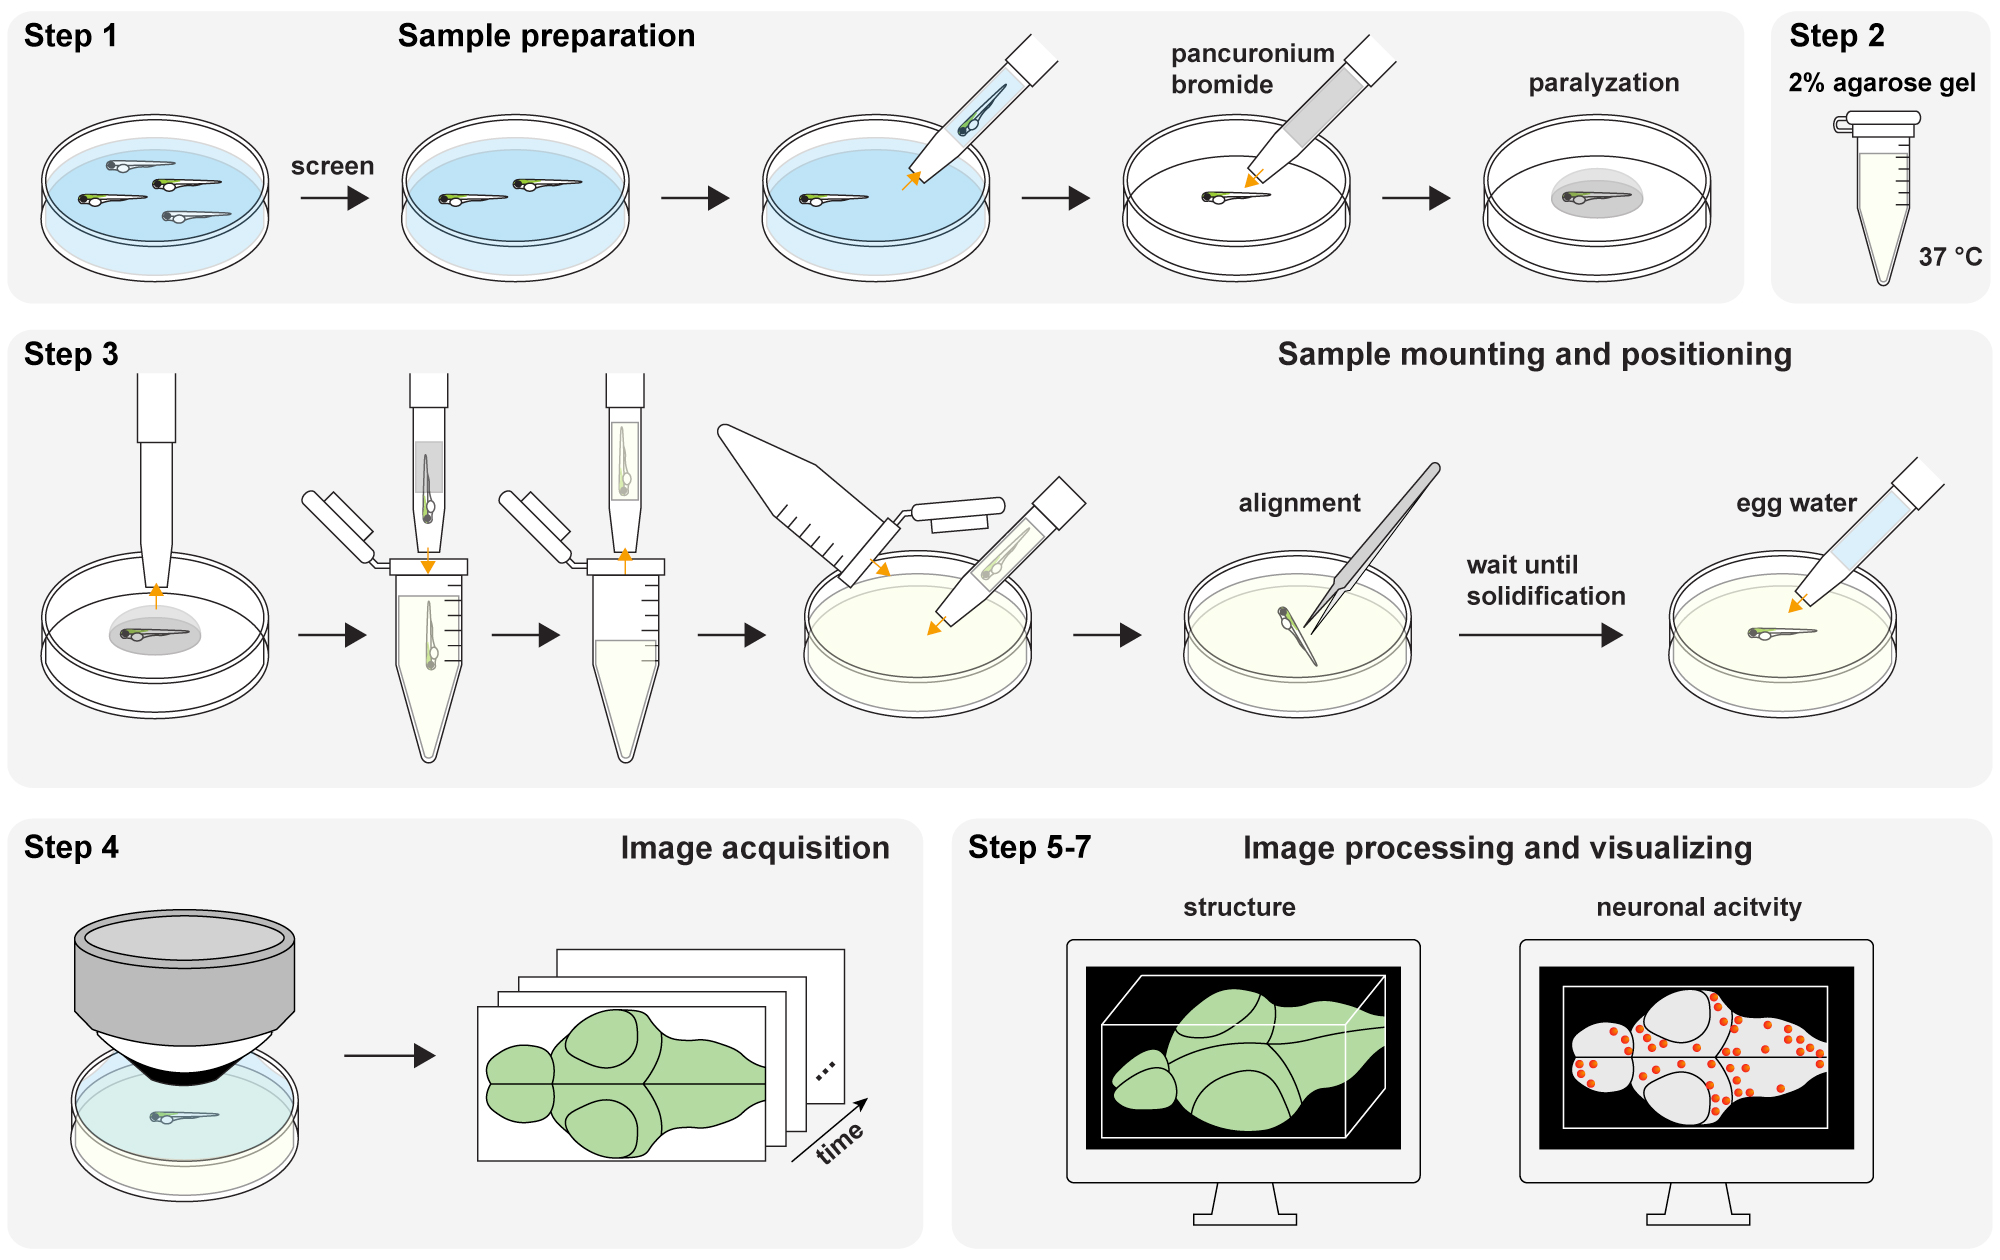 Step 1
Sample preparation
screen
pancuronium
bromide
paralyzation
Step 2
2% agarose gel
37 °C
Step 3
Sample mounting and positioning
alignment
wait until
solidification
egg water
Step 4
Image acquisition
...
time
Step 5-7
Image processing and visualizing
structure
neuronal acitvity